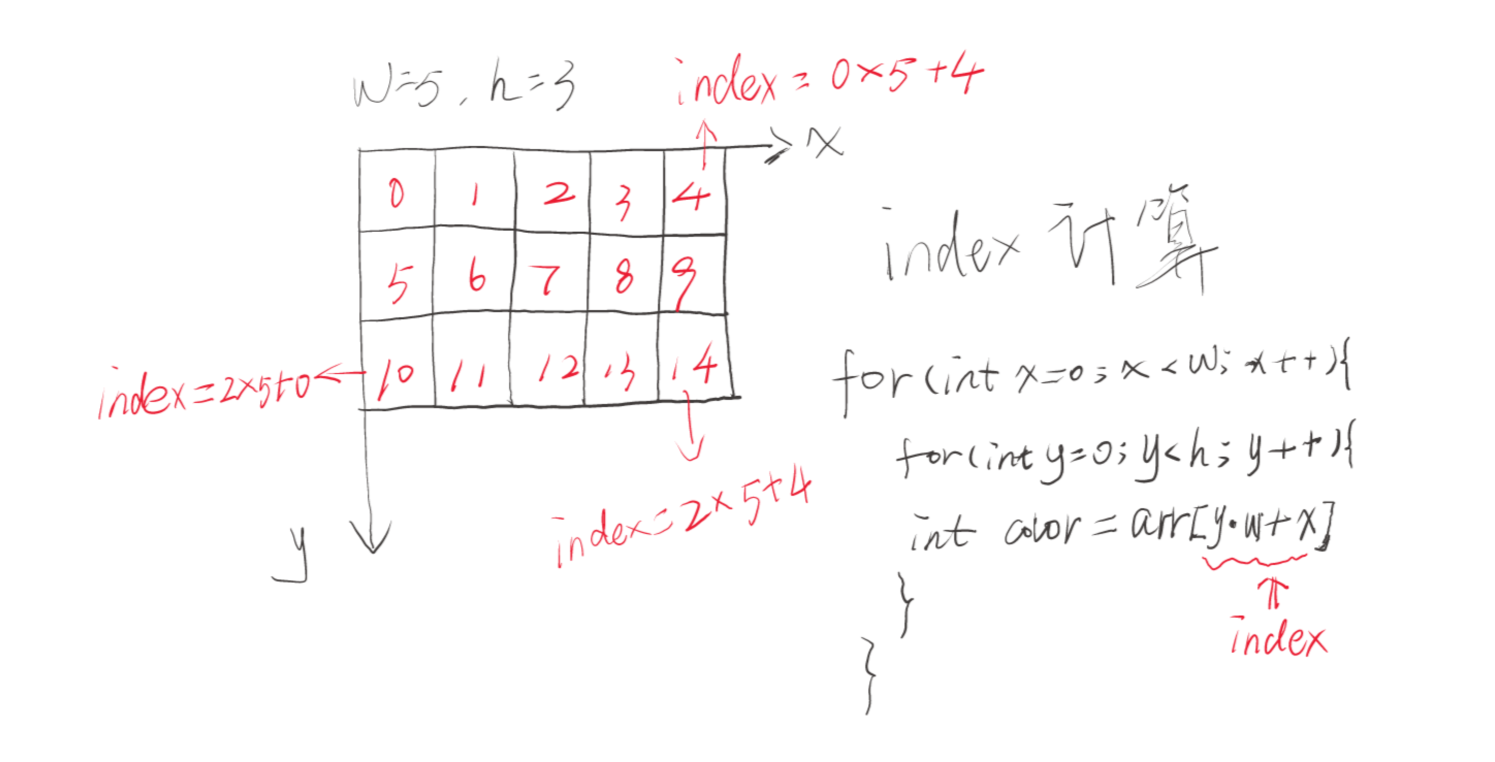 w=5, h=3
index = 0×5+4
x
0 1 2 3 4
5 6 7 8 9
10 11 12 13 14
index=2×5+0
index=2×5+4
y
index 计算
for(int x=0; x<w; x++){
for(int y=0; y<h; y++){
int color = arr[y·w+x]
index
}
}